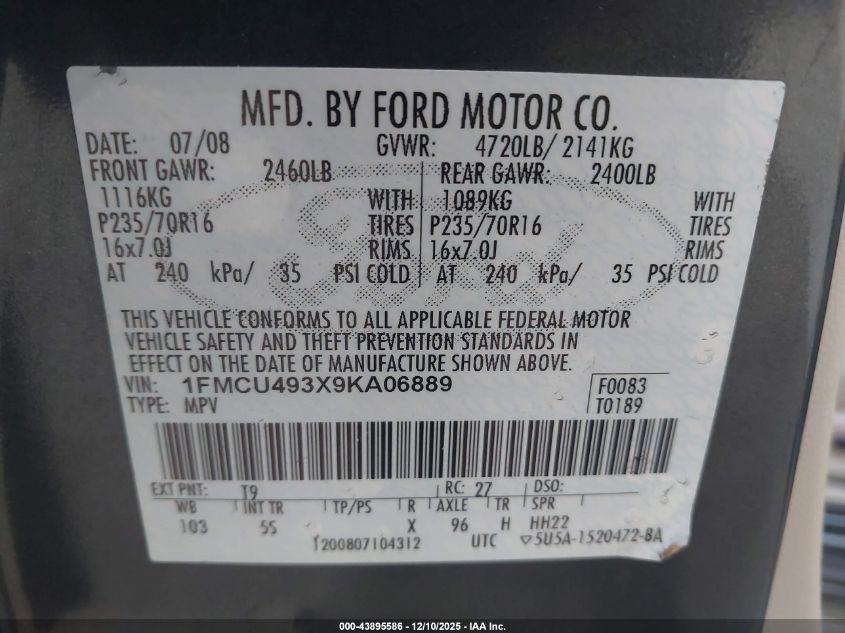 MFD. BY FORD MOTOR CO.
DATE: 07/08 GVWR: 4720LB/ 2141KG
FRONT GAWR: 2460LB REAR GAWR: 2400LB
1116KG WITH 1089KG WITH
P235/70R16 TIRES P235/70R16 TIRES
16x7.0J RIMS 16x7.0J RIMS
AT 240 kPa/ 35 PSI COLD AT 240 kPa/ 35 PSI COLD
Ford
THIS VEHICLE CONFORMS TO ALL APPLICABLE FEDERAL MOTOR
VEHICLE SAFETY AND THEFT PREVENTION STANDARDS IN
EFFECT ON THE DATE OF MANUFACTURE SHOWN ABOVE.
VIN: 1FMCU493X9KA06889 F0083
TYPE: MPV T0189
EXT PNT: T9 RC: 27 DSO:
WB INT TR TP/PS R AXLE TR SPR
103 5S X 96 H HH22
1200807104312 UTC ▽5U5A-1520472-BA
000-43895586 - 12/10/2025 - IAA Inc.